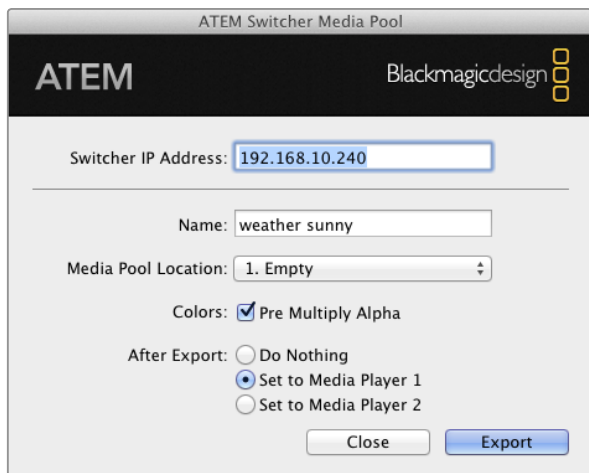 ATEM Switcher Media Pool
ATEM
Blackmagicdesign
Switcher IP Address: 192.168.10.240
Name: weather sunny
Media Pool Location: 1. Empty
Colors: Pre Multiply Alpha
After Export: Do Nothing
Set to Media Player 1
Set to Media Player 2
Close Export